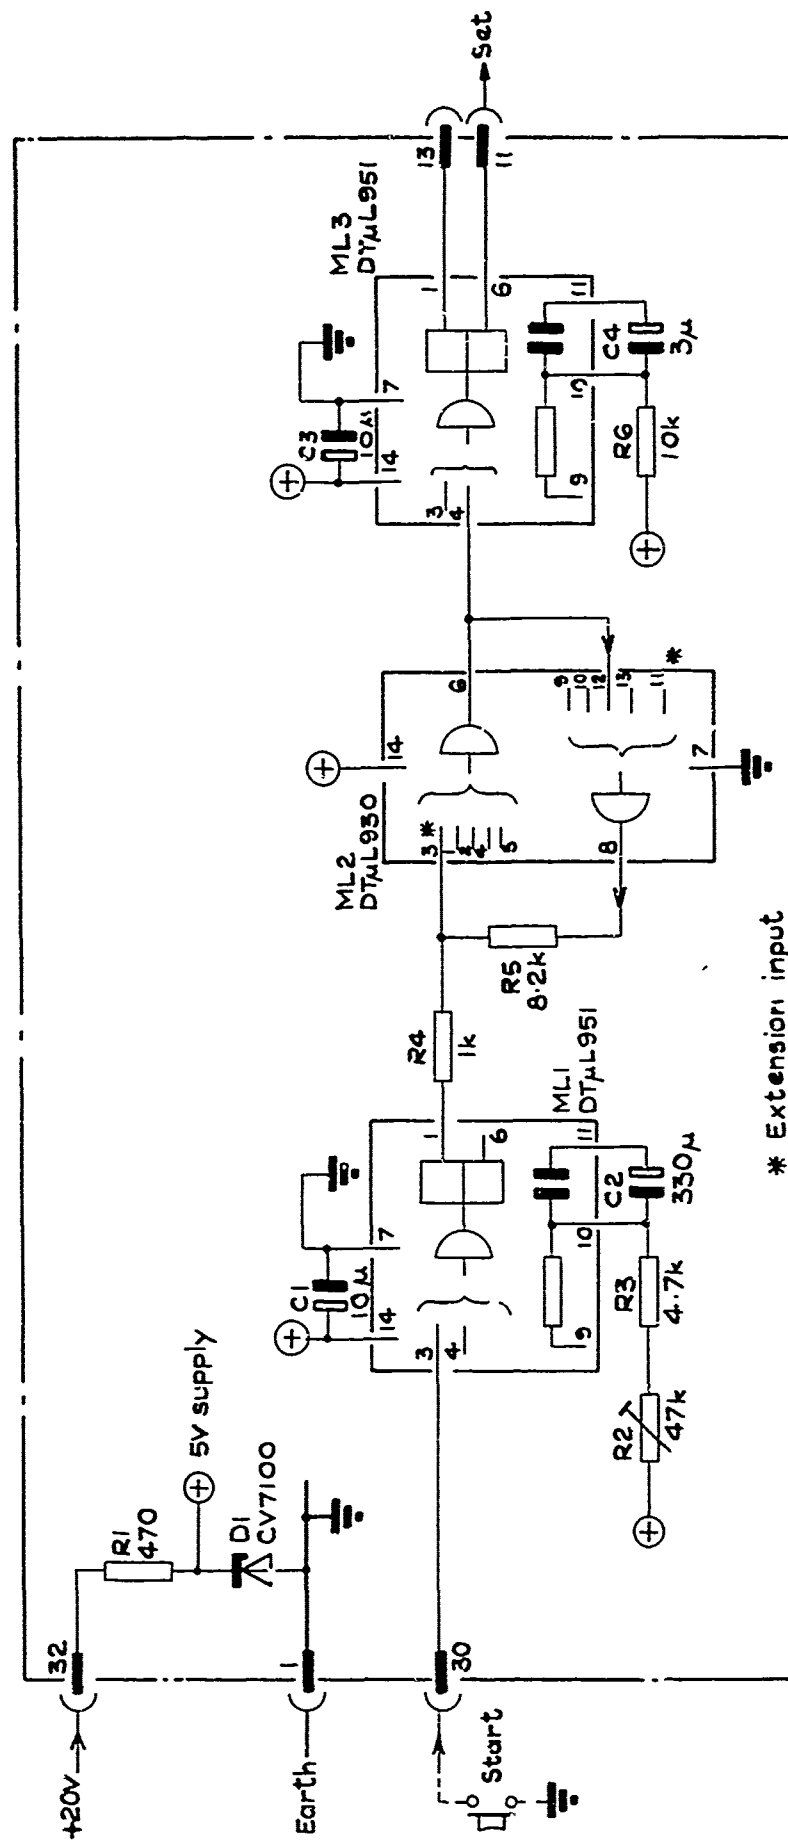 +20V
32
R1
470
5V supply
D1
CV7100
Earth
1
30
Start
C1
10μ
14
7
3
4
1
6
9
10
11
ML1
DTμL951
R2
47k
R3
4.7k
C2
330μ
R4
1k
R5
8.2k
ML2
DTμL930
14
3 *
1
2
4
5
6
8
9
10
12
13
11 *
7
ML3
DTμL951
C3
10μ
14
7
3
4
1
6
9
10
11
C4
3μ
R6
10k
13
11
Set
* Extension input